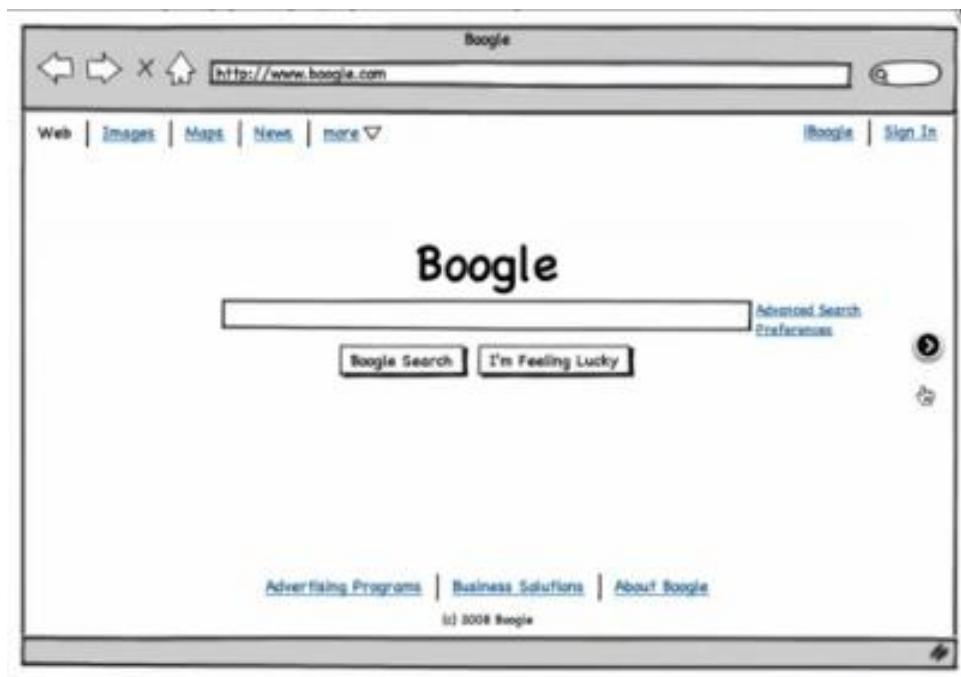 Boogle
http://www.boogle.com
Web Images Maps News more iBoogle Sign In
Boogle
Advanced Search
Preferences
Boogle Search I'm Feeling Lucky
Advertising Programs Business Solutions About Boogle
(c) 2008 Boogle